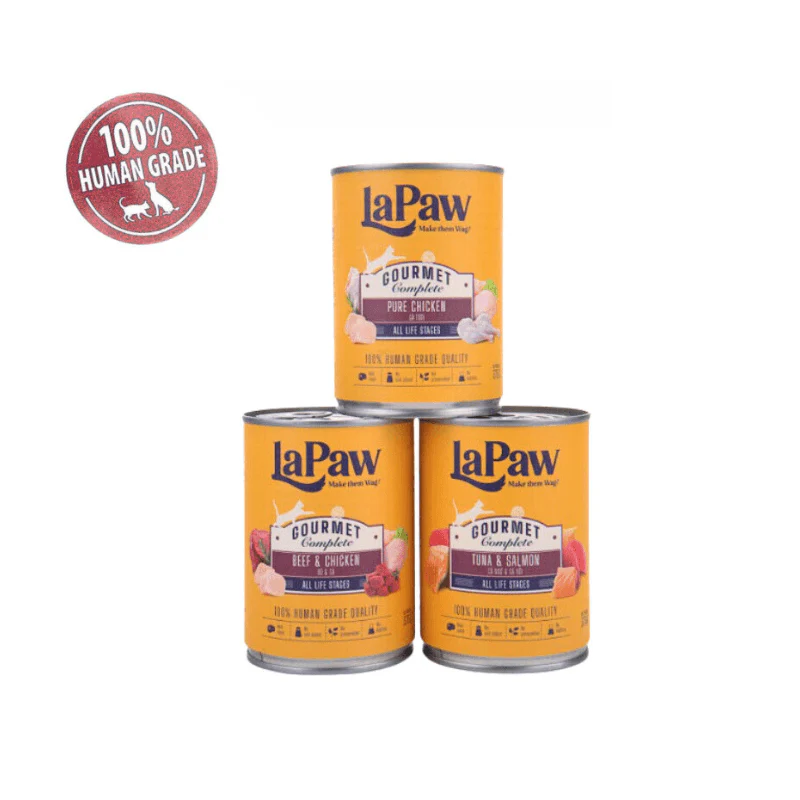 100%
HUMAN GRADE
LaPaw
Make them Wag!
GOURMET
Complete
PURE CHICKEN
ALL LIFE STAGES
100% HUMAN GRADE QUALITY
LaPaw
Make them Wag!
GOURMET
Complete
BEEF & CHICKEN
ALL LIFE STAGES
100% HUMAN GRADE QUALITY
LaPaw
Make them Wag!
GOURMET
Complete
TUNA & SALMON
ALL LIFE STAGES
100% HUMAN GRADE QUALITY